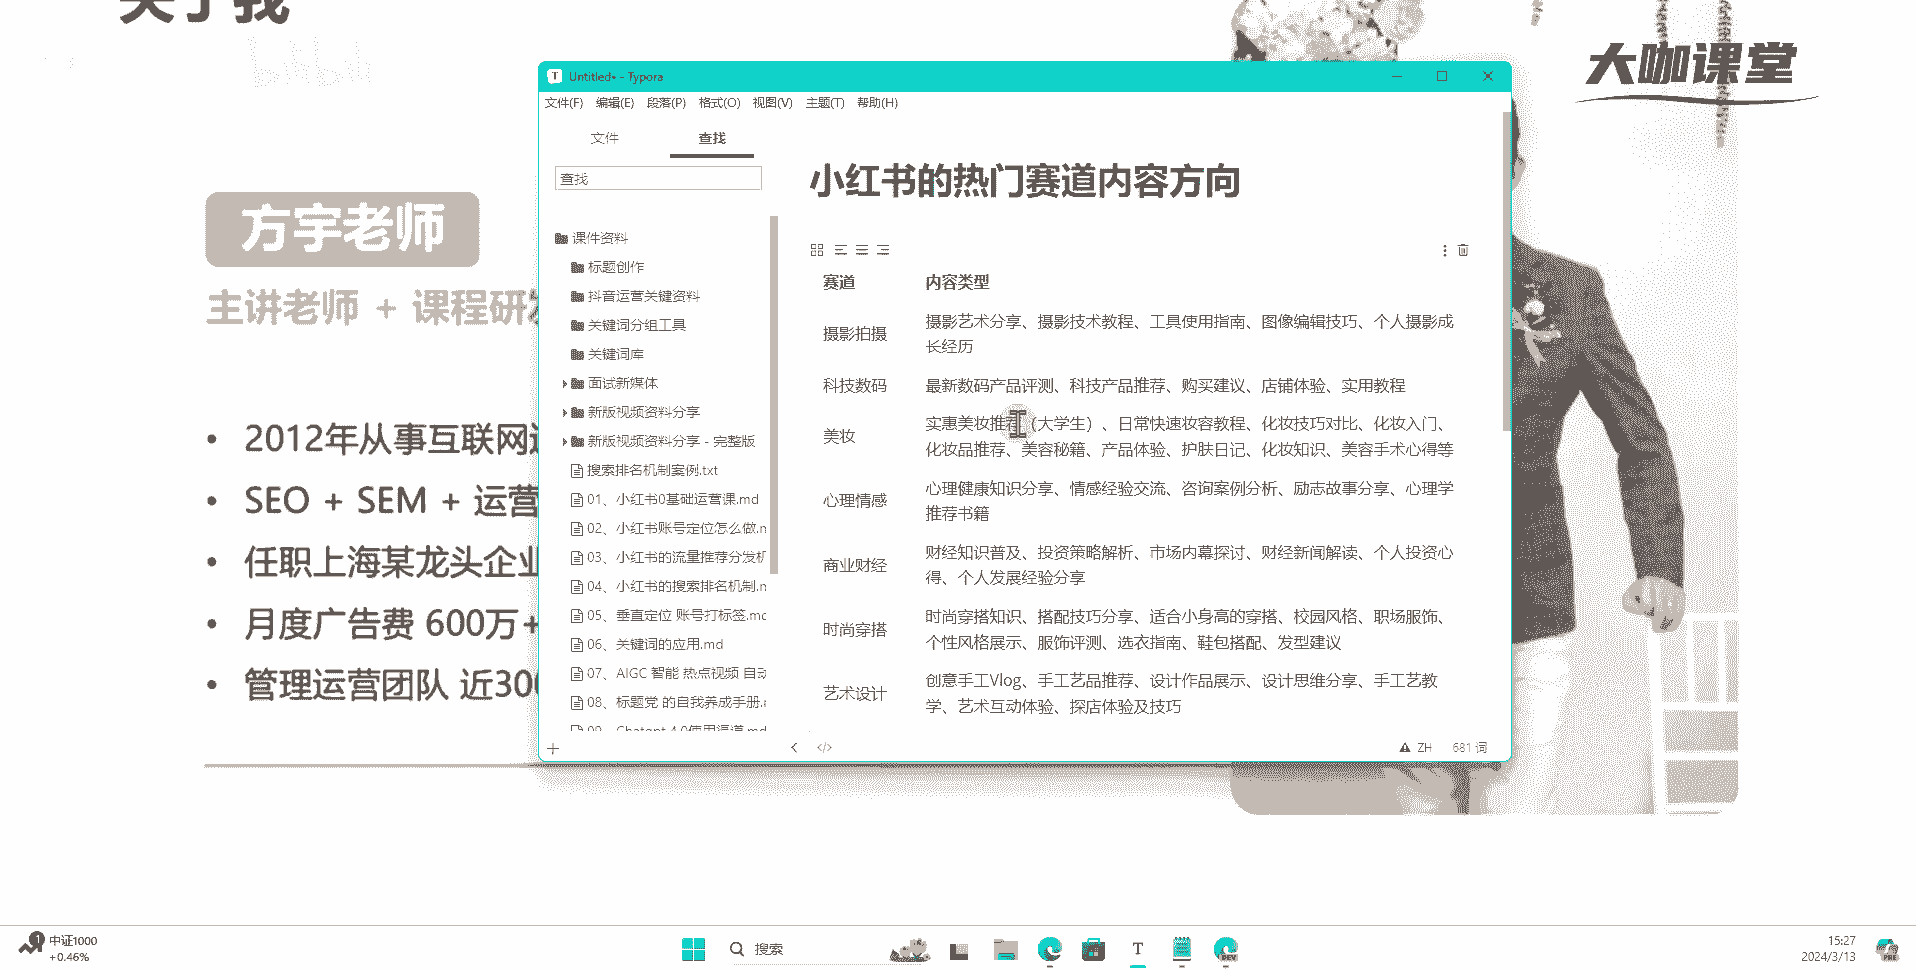 关于我
bilibili
大咖课堂
方宇老师
主讲老师 + 课程研
2012年从事互联网
SEO + SEM + 运营
任职上海某龙头企业
月度广告费 600万+
管理运营团队 近300
Untitled• - Typora
文件(F) 编辑(E) 段落(P) 格式(O) 视图(V) 主题(T) 帮助(H)
文件 查找
查找
课件资料
标题创作
抖音运营关键资料
关键词分组工具
关键词库
面试新媒体
新版视频资料分享
新版视频资料分享 - 完整版
搜索排名机制案例.txt
01、小红书0基础运营课.md
02、小红书账号定位怎么做.m
03、小红书的流量推荐分发机
04、小红书的搜索排名机制.m
05、垂直定位 账号打标签.md
06、关键词的应用.md
07、AIGC 智能 热点视频 自动
08、标题党 的自我养成手册.
09、Chatgpt 4.0使用渠道.md
小红书的热门赛道内容方向
赛道 内容类型
摄影拍摄 摄影艺术分享、摄影技术教程、工具使用指南、图像编辑技巧、个人摄影成
长经历
科技数码 最新数码产品评测、科技产品推荐、购买建议、店铺体验、实用教程
美妆 实惠美妆推荐（大学生）、日常快速妆容教程、化妆技巧对比、化妆入门、
化妆品推荐、美容秘籍、产品体验、护肤日记、化妆知识、美容手术心得等
心理情感 心理健康知识分享、情感经验交流、咨询案例分析、励志故事分享、心理学
推荐书籍
商业财经 财经知识普及、投资策略解析、市场内幕探讨、财经新闻解读、个人投资心
得、个人发展经验分享
时尚穿搭 时尚穿搭知识、搭配技巧分享、适合小身高的穿搭、校园风格、职场服饰、
个性风格展示、服饰评测、选衣指南、鞋包搭配、发型建议
艺术设计 创意手工Vlog、手工艺品推荐、设计作品展示、设计思维分享、手工艺教
学、艺术互动体验、探店体验及技巧
ZH 681 词
1 中证1000
+0.46%
搜索
DEV
T
DEV
15:27
2024/3/13
PRE